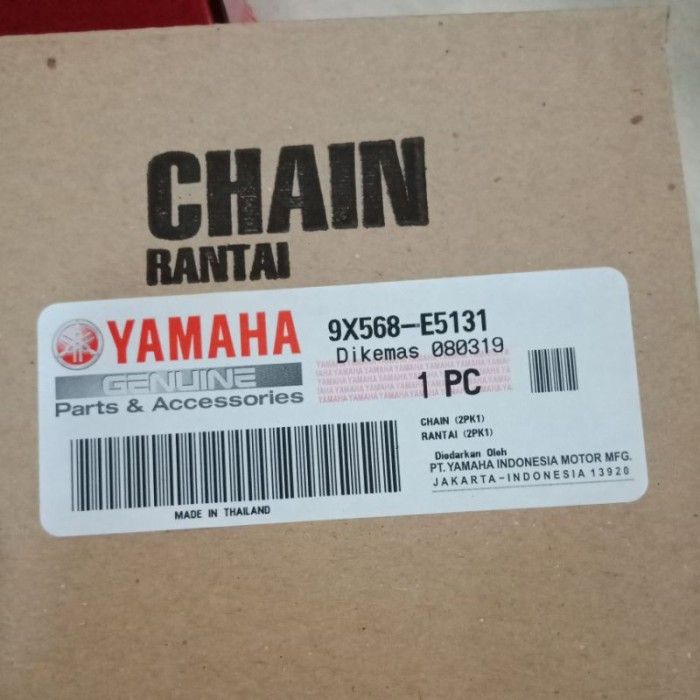 CHAIN
RANTAI
YAMAHA
GENUINE
Parts & Accessories
9X568-E5131
Dikemas 080319
1 PC
CHAIN (2PK1)
RANTAI (2PK1)
Diedarkan Oleh
PT. YAMAHA INDONESIA MOTOR MFG.
JAKARTA-INDONESIA 13920
MADE IN THAILAND